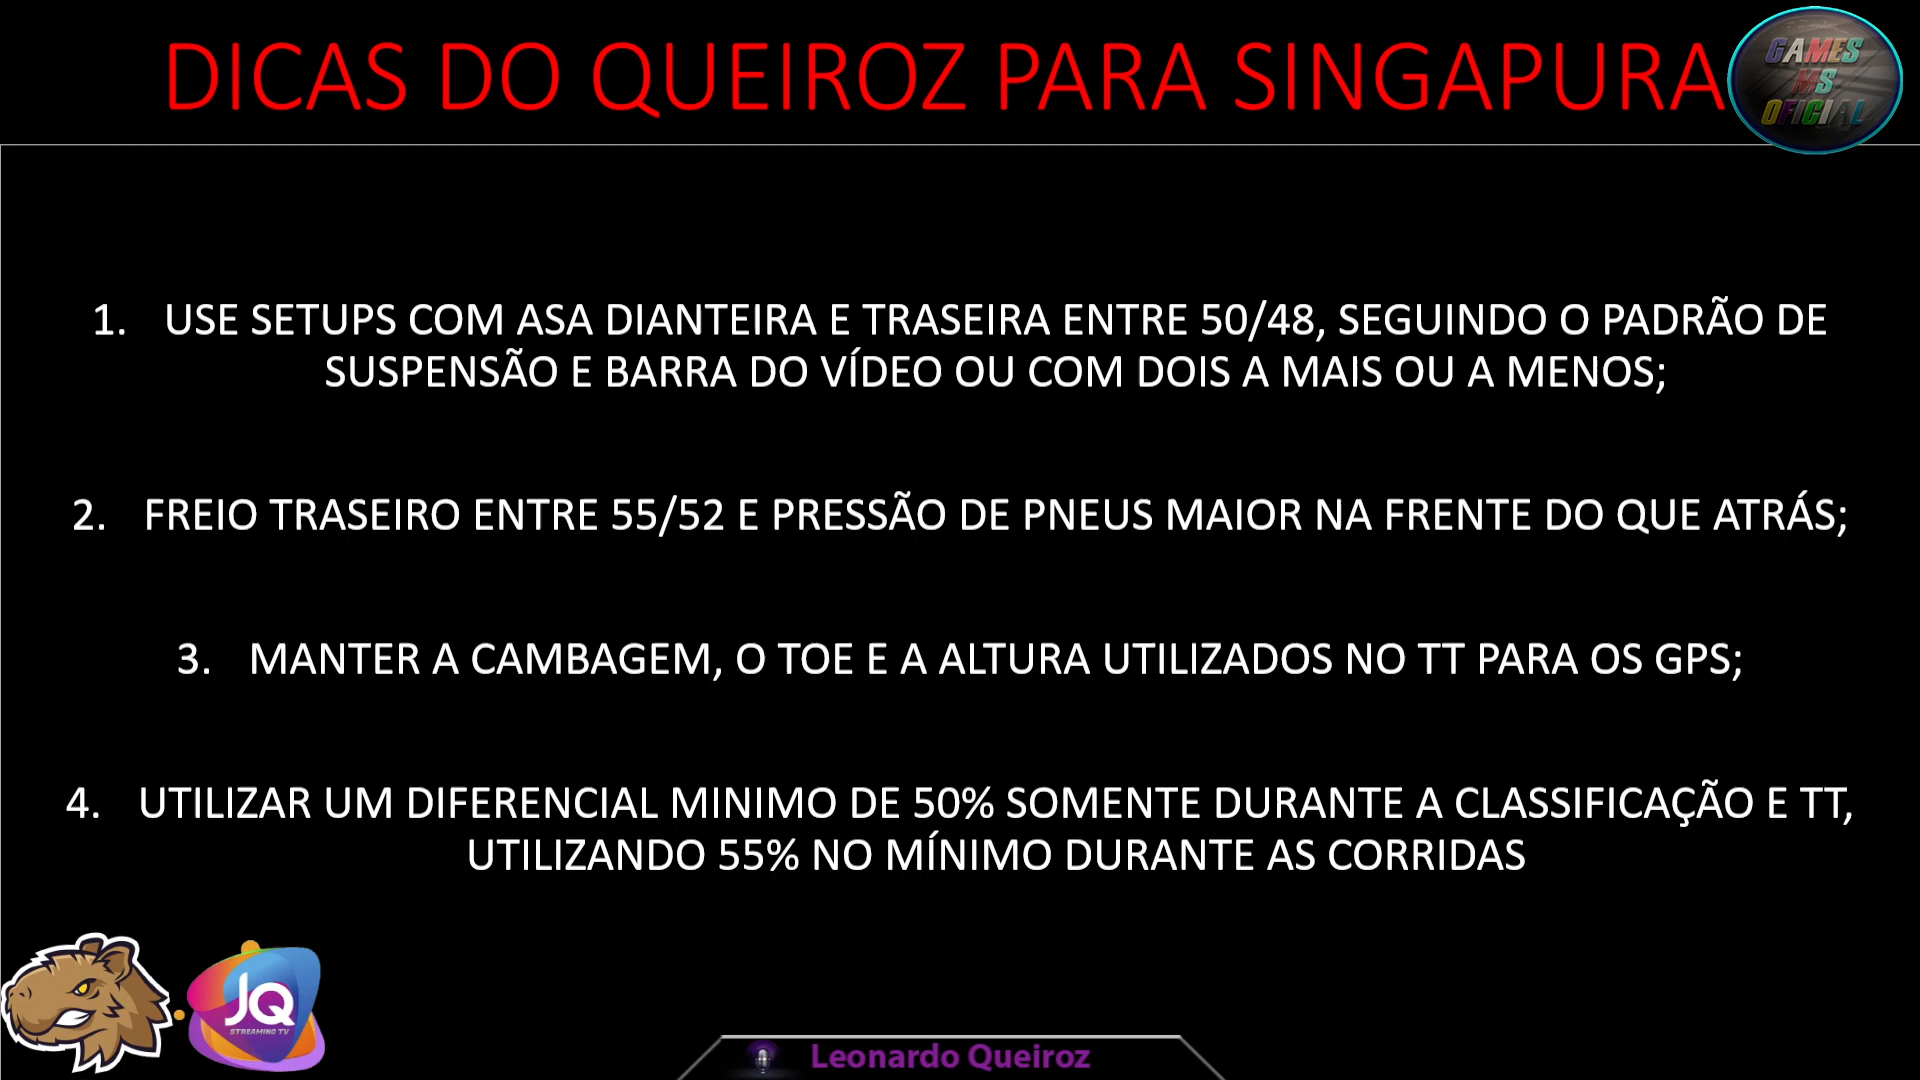 DICAS DO QUEIROZ PARA SINGAPURA
GAMES
MS
OFICIAL
1. USE SETUPS COM ASA DIANTEIRA E TRASEIRA ENTRE 50/48, SEGUINDO O PADRÃO DE
SUSPENSÃO E BARRA DO VÍDEO OU COM DOIS A MAIS OU A MENOS;
2. FREIO TRASEIRO ENTRE 55/52 E PRESSÃO DE PNEUS MAIOR NA FRENTE DO QUE ATRÁS;
3. MANTER A CAMBAGEM, O TOE E A ALTURA UTILIZADOS NO TT PARA OS GPS;
4. UTILIZAR UM DIFERENCIAL MINIMO DE 50% SOMENTE DURANTE A CLASSIFICAÇÃO E TT,
UTILIZANDO 55% NO MÍNIMO DURANTE AS CORRIDAS
JQ
STREAMING TV
Leonardo Queiroz